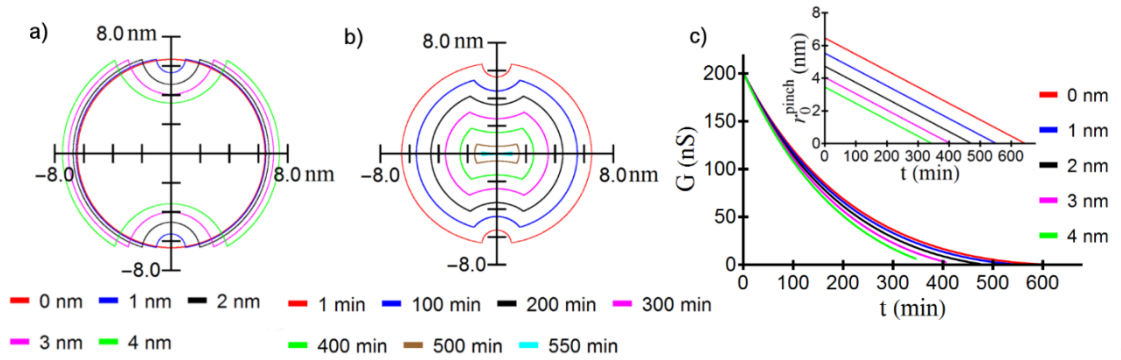 a)
8.0 nm
−8.0
8.0 nm
−8.0
0 nm
1 nm
2 nm
3 nm
4 nm
b)
8.0 nm
−8.0
8.0 nm
−8.0
1 min
100 min
200 min
300 min
400 min
500 min
550 min
c)
G (nS)
200
150
100
50
0
0 100 200 300 400 500 600
t (min)
r₀^pinch (nm)
8
6
4
2
0
0 100 200 300 400 500 600
t (min)
0 nm
1 nm
2 nm
3 nm
4 nm